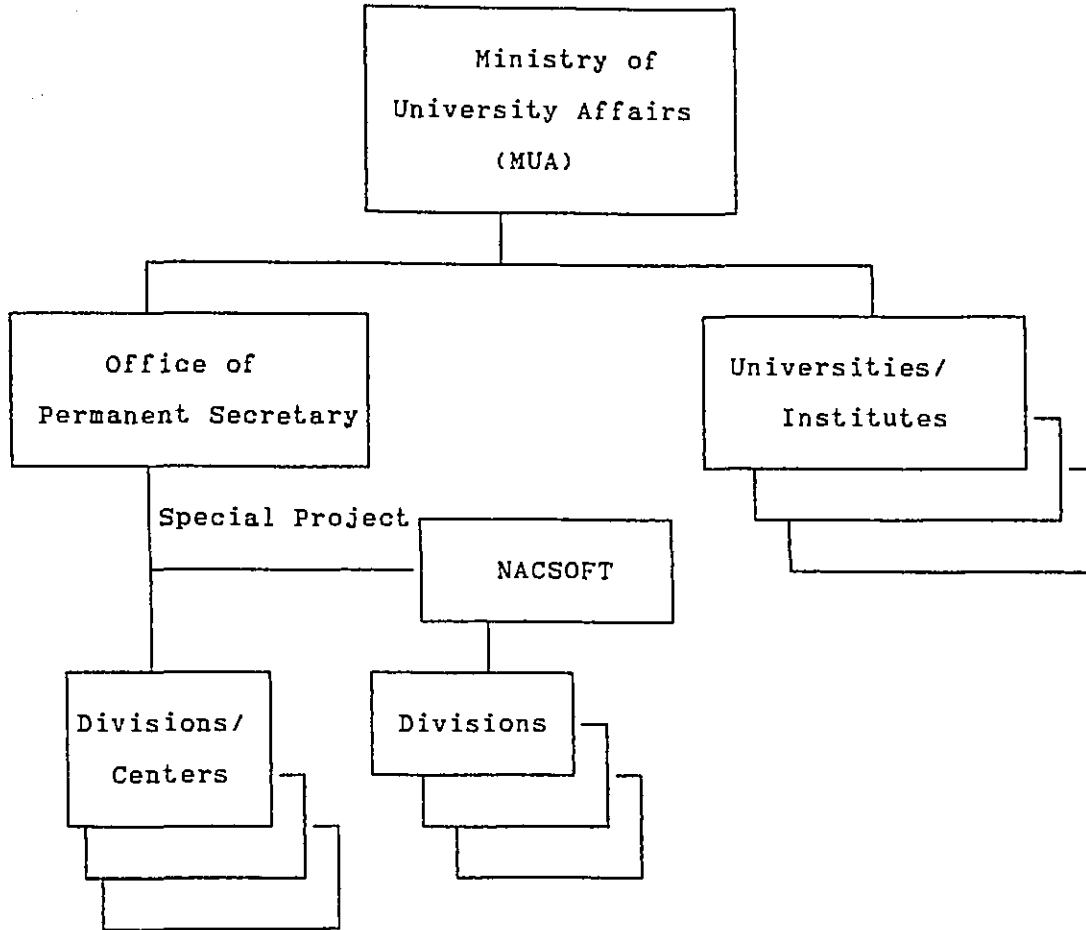 Ministry of
University Affairs
(MUA)
Office of
Permanent Secretary
Universities/
Institutes
Special Project
NACSOFT
Divisions/
Centers
Divisions